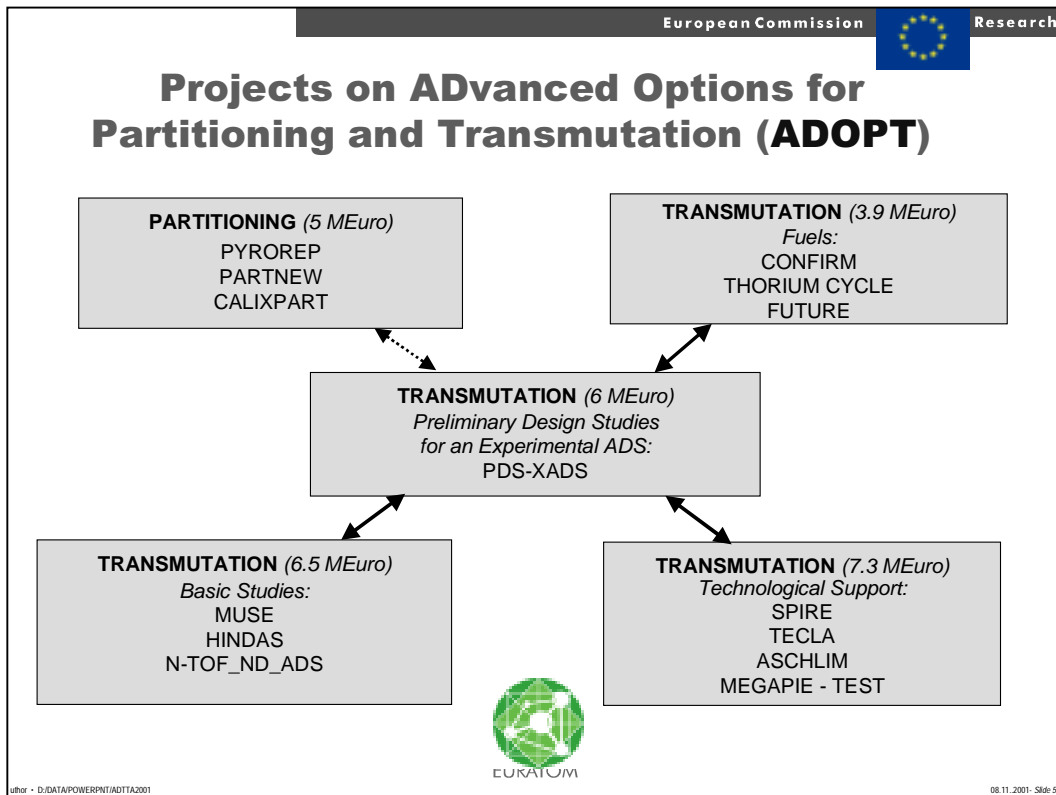 European Commission Research
Projects on ADvanced Options for
Partitioning and Transmutation (ADOPT)
PARTITIONING (5 MEuro)
PYROREP
PARTNEW
CALIXPART
TRANSMUTATION (3.9 MEuro)
Fuels:
CONFIRM
THORIUM CYCLE
FUTURE
TRANSMUTATION (6 MEuro)
Preliminary Design Studies
for an Experimental ADS:
PDS-XADS
TRANSMUTATION (6.5 MEuro)
Basic Studies:
MUSE
HINDAS
N-TOF_ND_ADS
TRANSMUTATION (7.3 MEuro)
Technological Support:
SPIRE
TECLA
ASCHLIM
MEGAPIE - TEST
EURATOM
uthor • D:/DATA/POWERPNT/ADTTA2001
08.11..2001- Slide 5